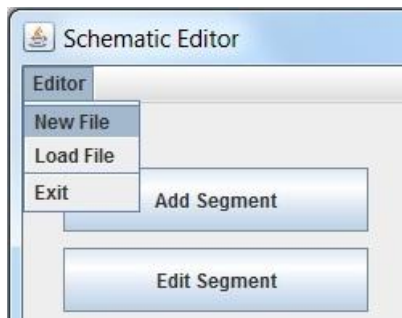 Schematic Editor
Editor
New File
Load File
Exit
Add Segment
Edit Segment